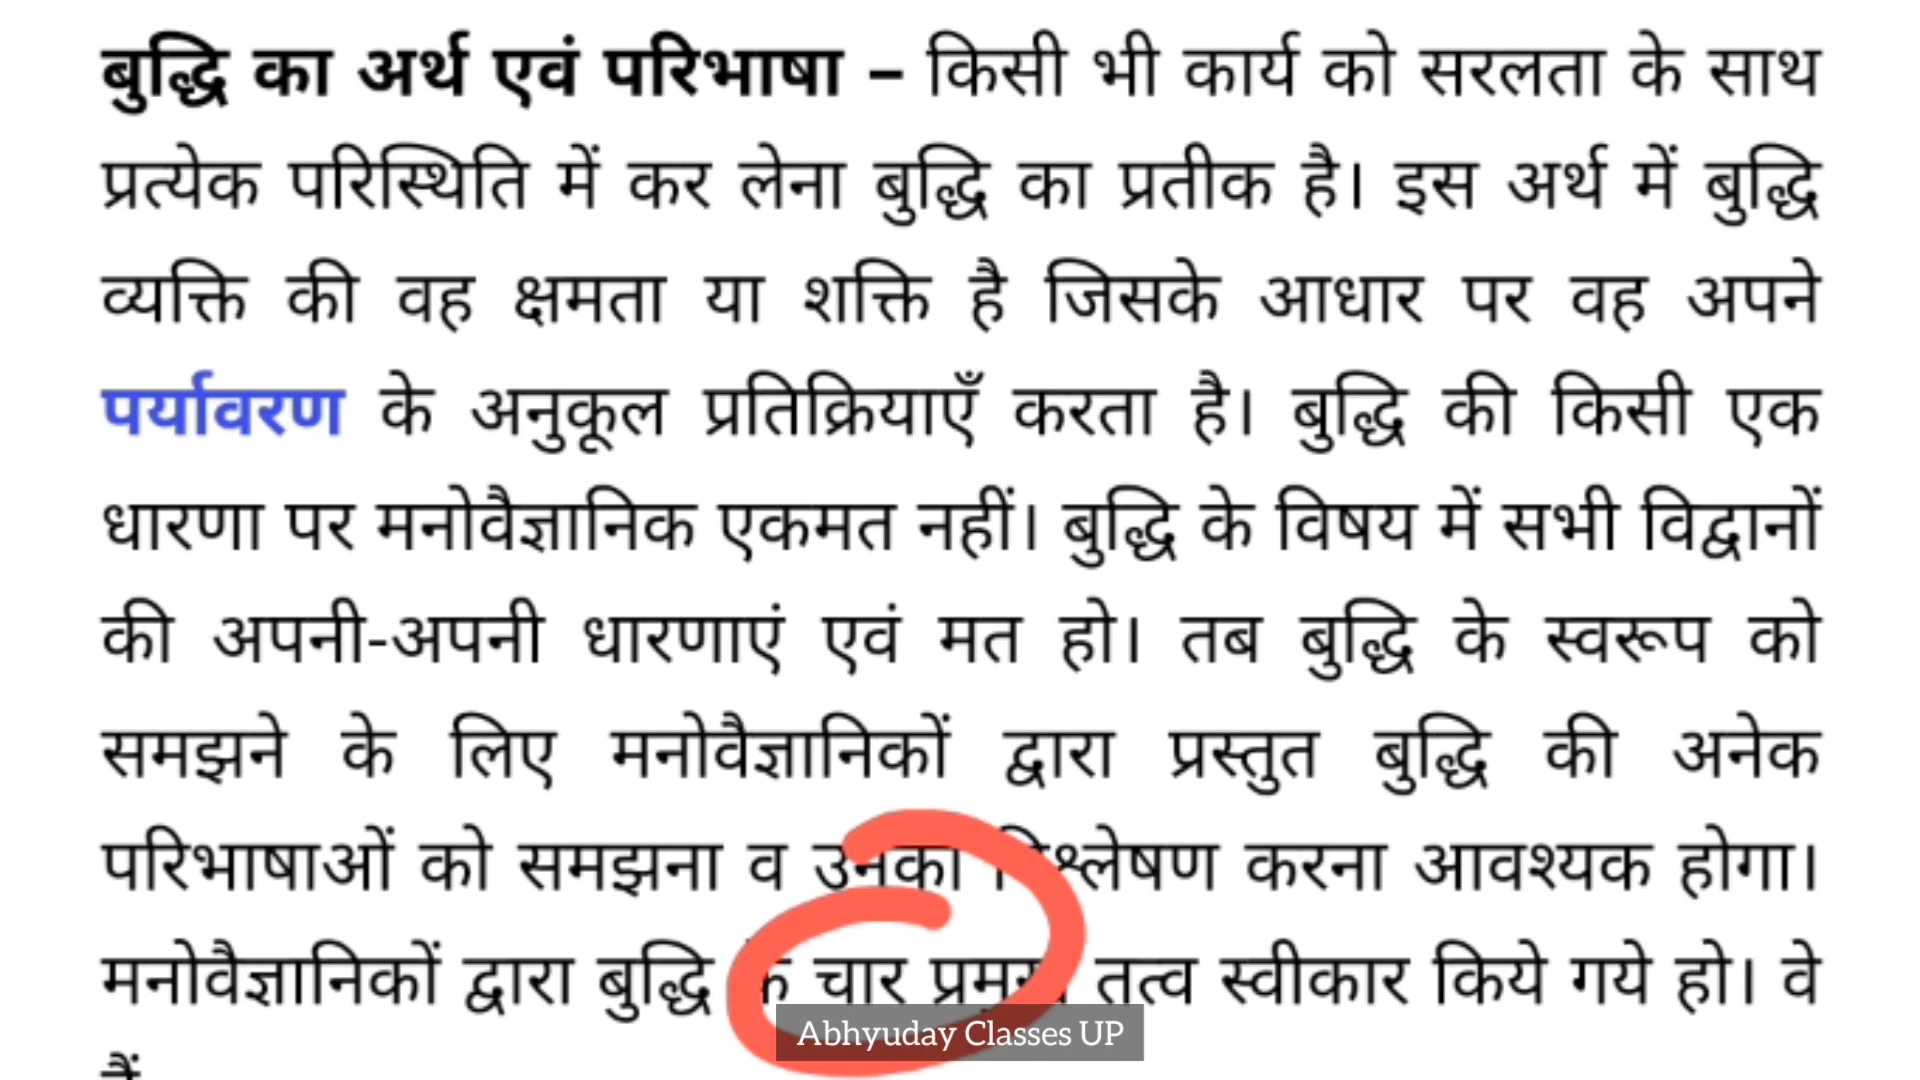 बुद्धि का अर्थ एवं परिभाषा – किसी भी कार्य को सरलता के साथ
प्रत्येक परिस्थिति में कर लेना बुद्धि का प्रतीक है। इस अर्थ में बुद्धि
व्यक्ति की वह क्षमता या शक्ति है जिसके आधार पर वह अपने
पर्यावरण के अनुकूल प्रतिक्रियाएँ करता है। बुद्धि की किसी एक
धारणा पर मनोवैज्ञानिक एकमत नहीं। बुद्धि के विषय में सभी विद्वानों
की अपनी-अपनी धारणाएं एवं मत हो। तब बुद्धि के स्वरूप को
समझने के लिए मनोवैज्ञानिकों द्वारा प्रस्तुत बुद्धि की अनेक
परिभाषाओं को समझना व उनका विश्लेषण करना आवश्यक होगा।
मनोवैज्ञानिकों द्वारा बुद्धि के चार प्रमुख तत्व स्वीकार किये गये हो। वे
Abhyuday Classes UP